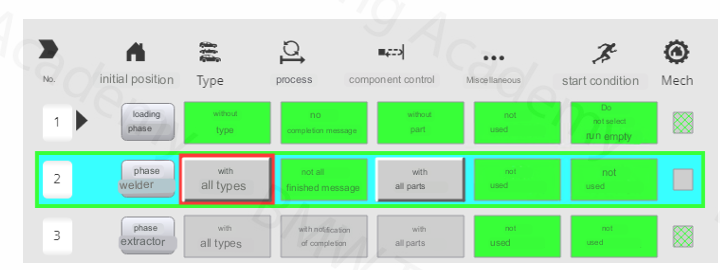 No.
initial position
Type
process
component control
Miscellaneous
start condition
Mech
1
loading
phase
without
type
no
completion message
without
part
not
used
Do
not select
run empty
2
phase
welder
with
all types
not all
finished message
with
all parts
not
used
not
used
3
phase
extractor
with
all types
with notification
of completion
with
all parts
not
used
not
used
Academy